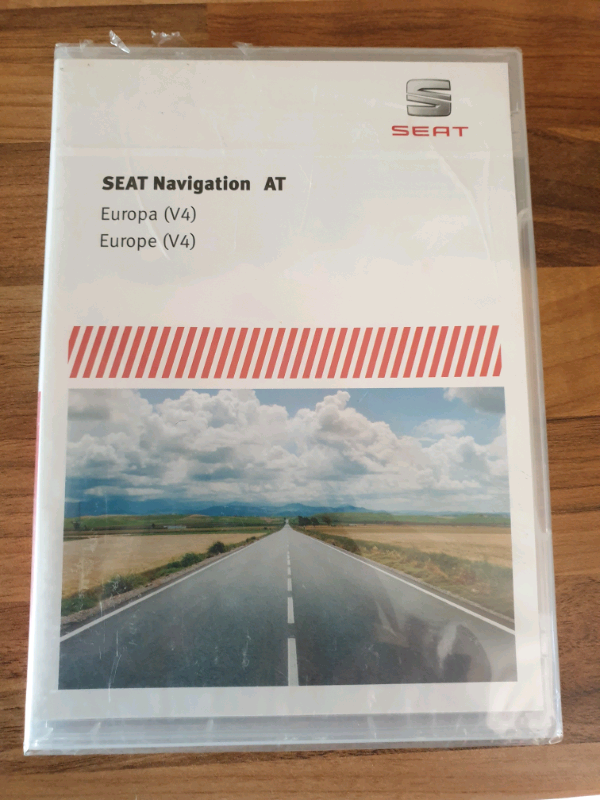 SEAT
SEAT Navigation AT
Europa (V4)
Europe (V4)